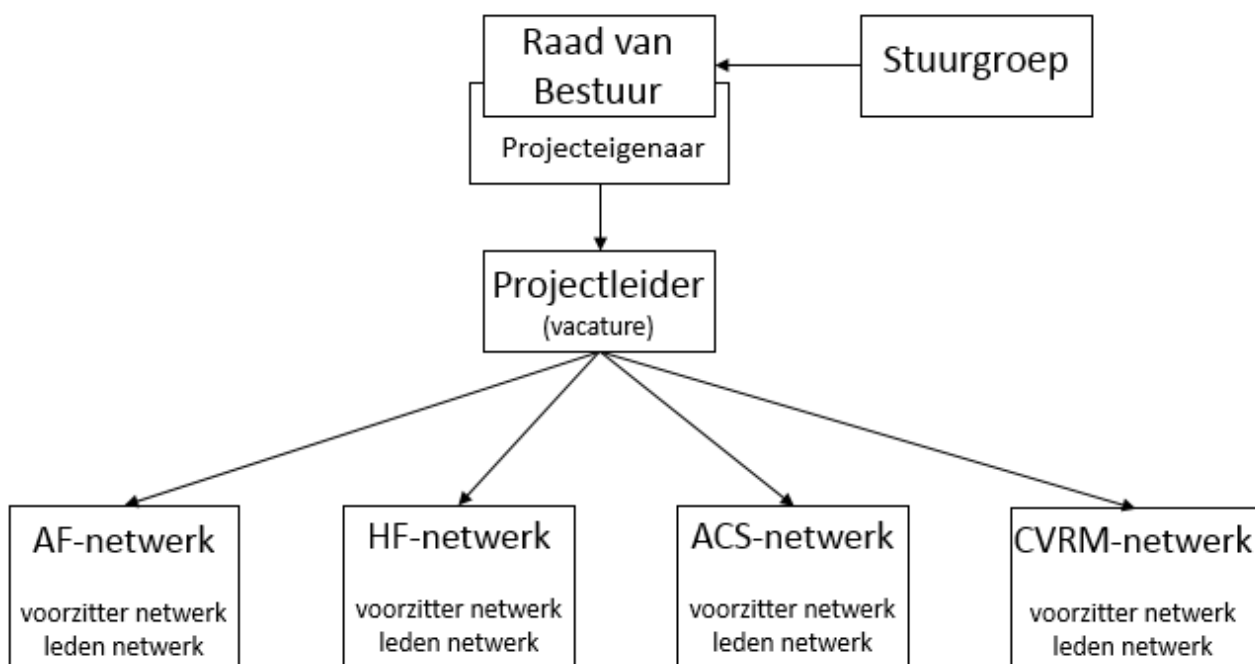 Raad van
Bestuur
Stuurgroep
Projecteigenaar
Projectleider
(vacature)
AF-netwerk
voorzitter netwerk
leden netwerk
HF-netwerk
voorzitter netwerk
leden netwerk
ACS-netwerk
voorzitter netwerk
leden netwerk
CVRM-netwerk
voorzitter netwerk
leden netwerk